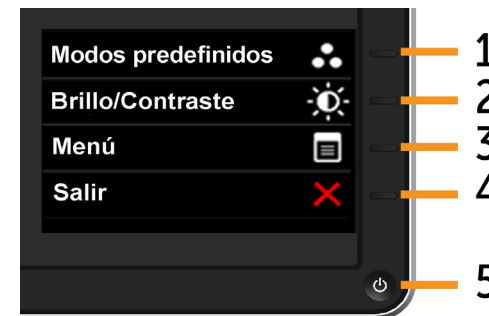 Modos predefinidos 1
Brillo/Contraste 2
Menú 3
Salir 4
5